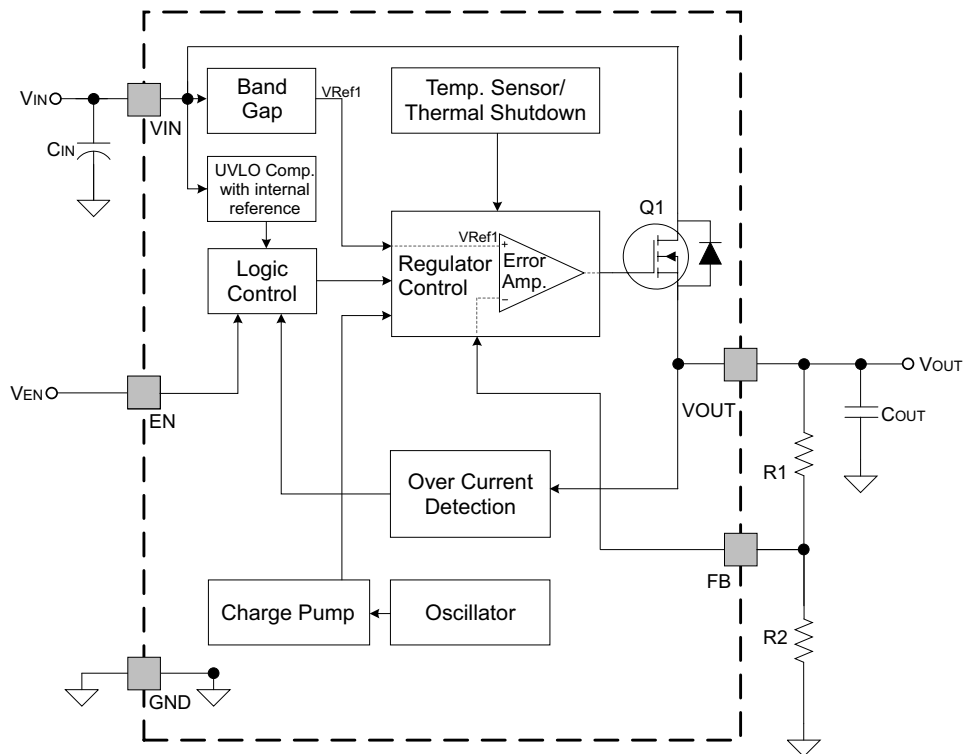 Band
Gap
VRef1
Temp. Sensor/
Thermal Shutdown
VIN
VIN
CIN
UVLO Comp.
with internal
reference
Q1
VRef1
+
Logic
Control
Regulator
Control
Error
Amp.
−
VEN
EN
VOUT
VOUT
COUT
R1
Over Current
Detection
FB
Charge Pump
Oscillator
R2
GND